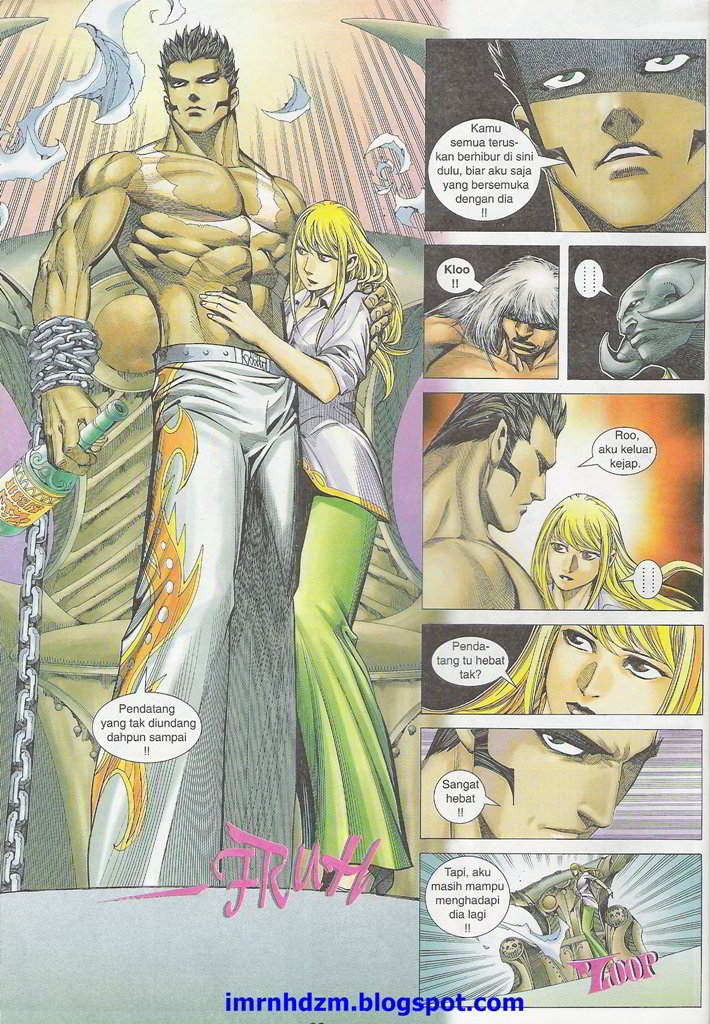 Pendatang
yang tak diundang
dahpun sampai
!!
FRUH
Kamu
semua terus-
kan berhibur di sini
dulu, biar aku saja
yang bersemuka
dengan dia
!!
Kloo
!!
Roo,
aku keluar
kejap.
Penda-
tang tu hebat
tak?
Sangat
hebat
!!
Tapi, aku
masih mampu
menghadapi
dia lagi
!!
imrnhdzm.blogspot.com